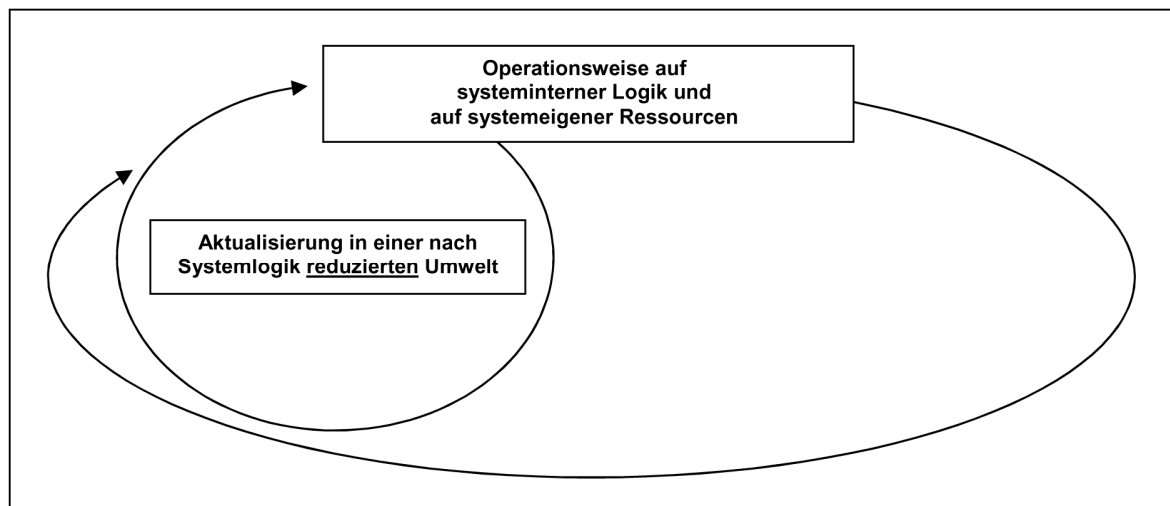 Operationsweise auf
systeminterner Logik und
auf systemeigener Ressourcen
Aktualisierung in einer nach
Systemlogik reduzierten Umwelt